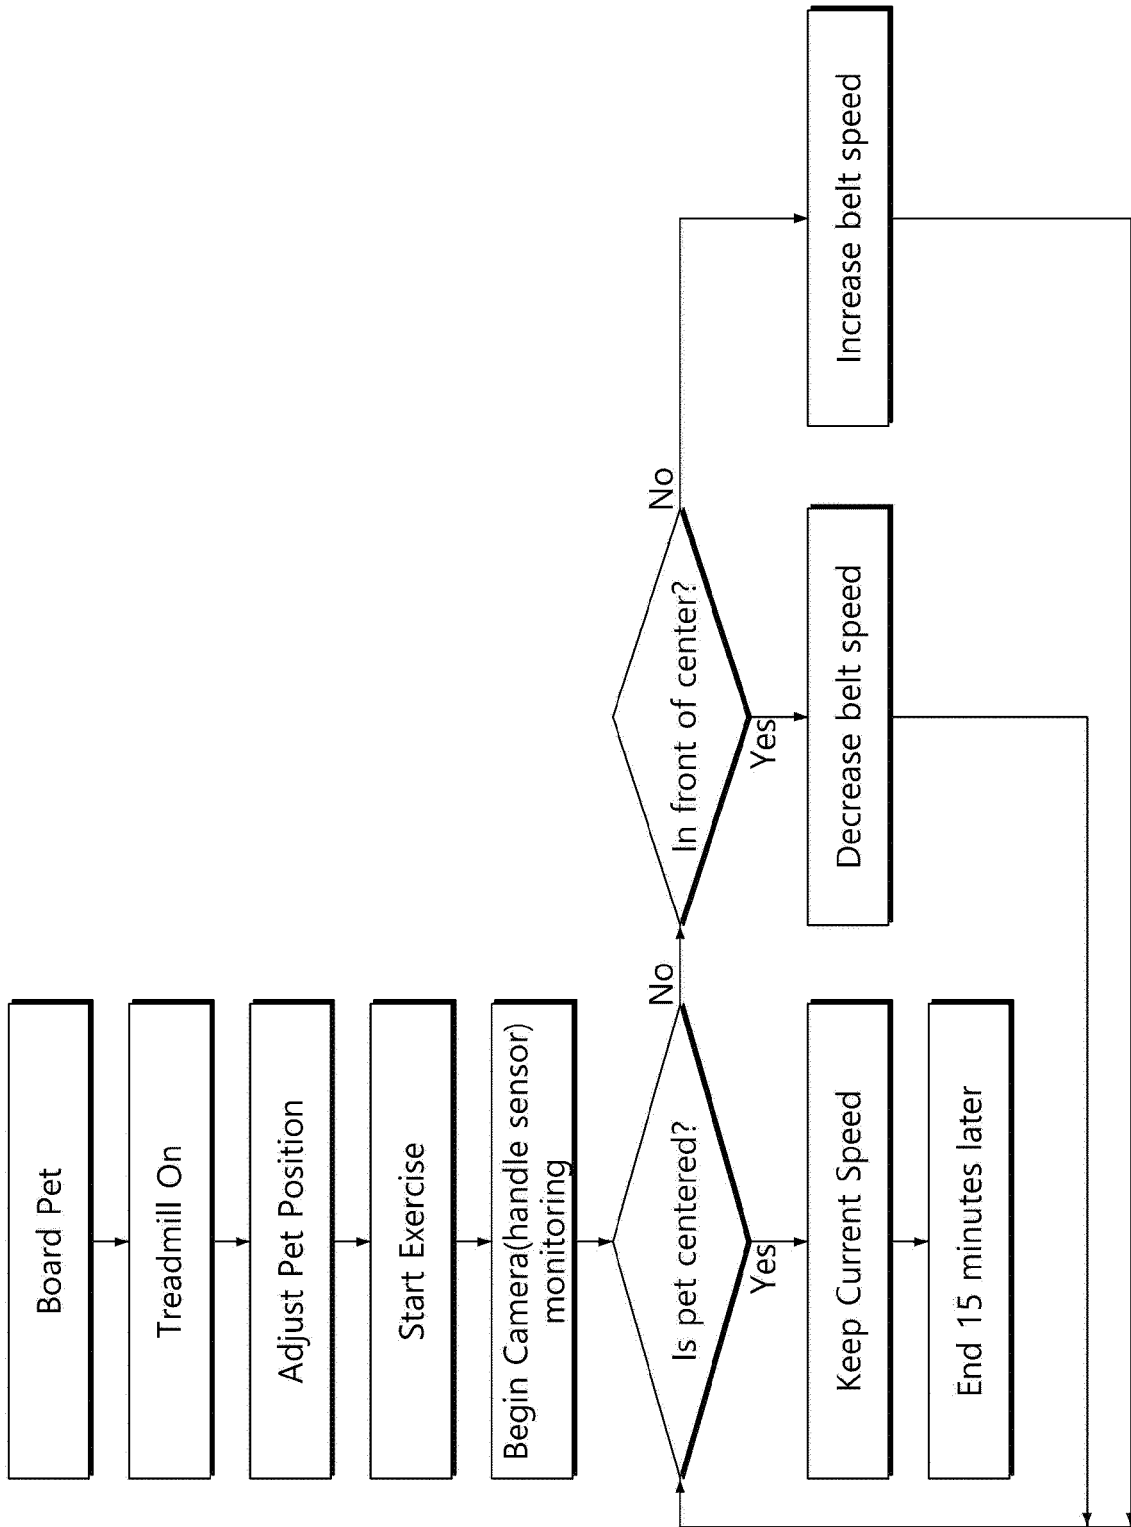 Board Pet
Treadmill On
Adjust Pet Position
Start Exercise
Begin Camera(handle sensor)
monitoring
Is pet centered?
No
In front of center?
No
Yes
Yes
Keep Current Speed
Decrease belt speed
Increase belt speed
End 15 minutes later